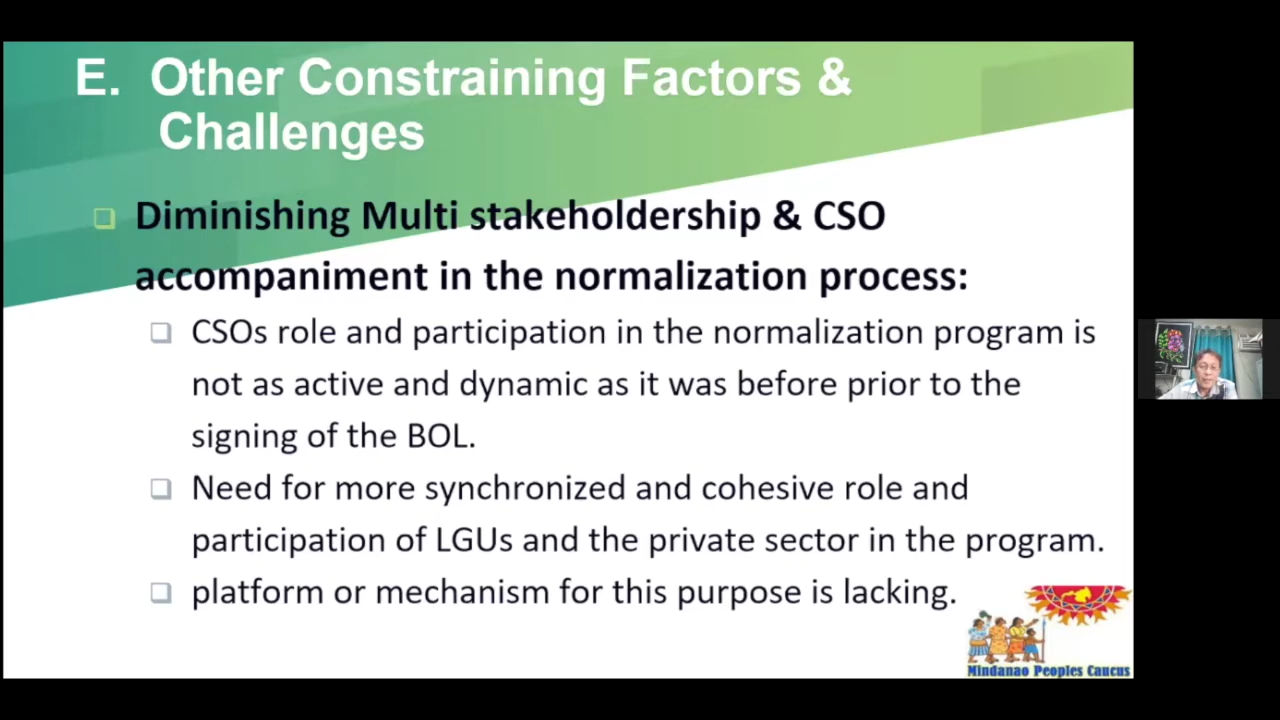 E. Other Constraining Factors &
Challenges
Diminishing Multi stakeholdership & CSO
accompaniment in the normalization process:
CSOs role and participation in the normalization program is
not as active and dynamic as it was before prior to the
signing of the BOL.
Need for more synchronized and cohesive role and
participation of LGUs and the private sector in the program.
platform or mechanism for this purpose is lacking.
Mindanao Peoples Caucus